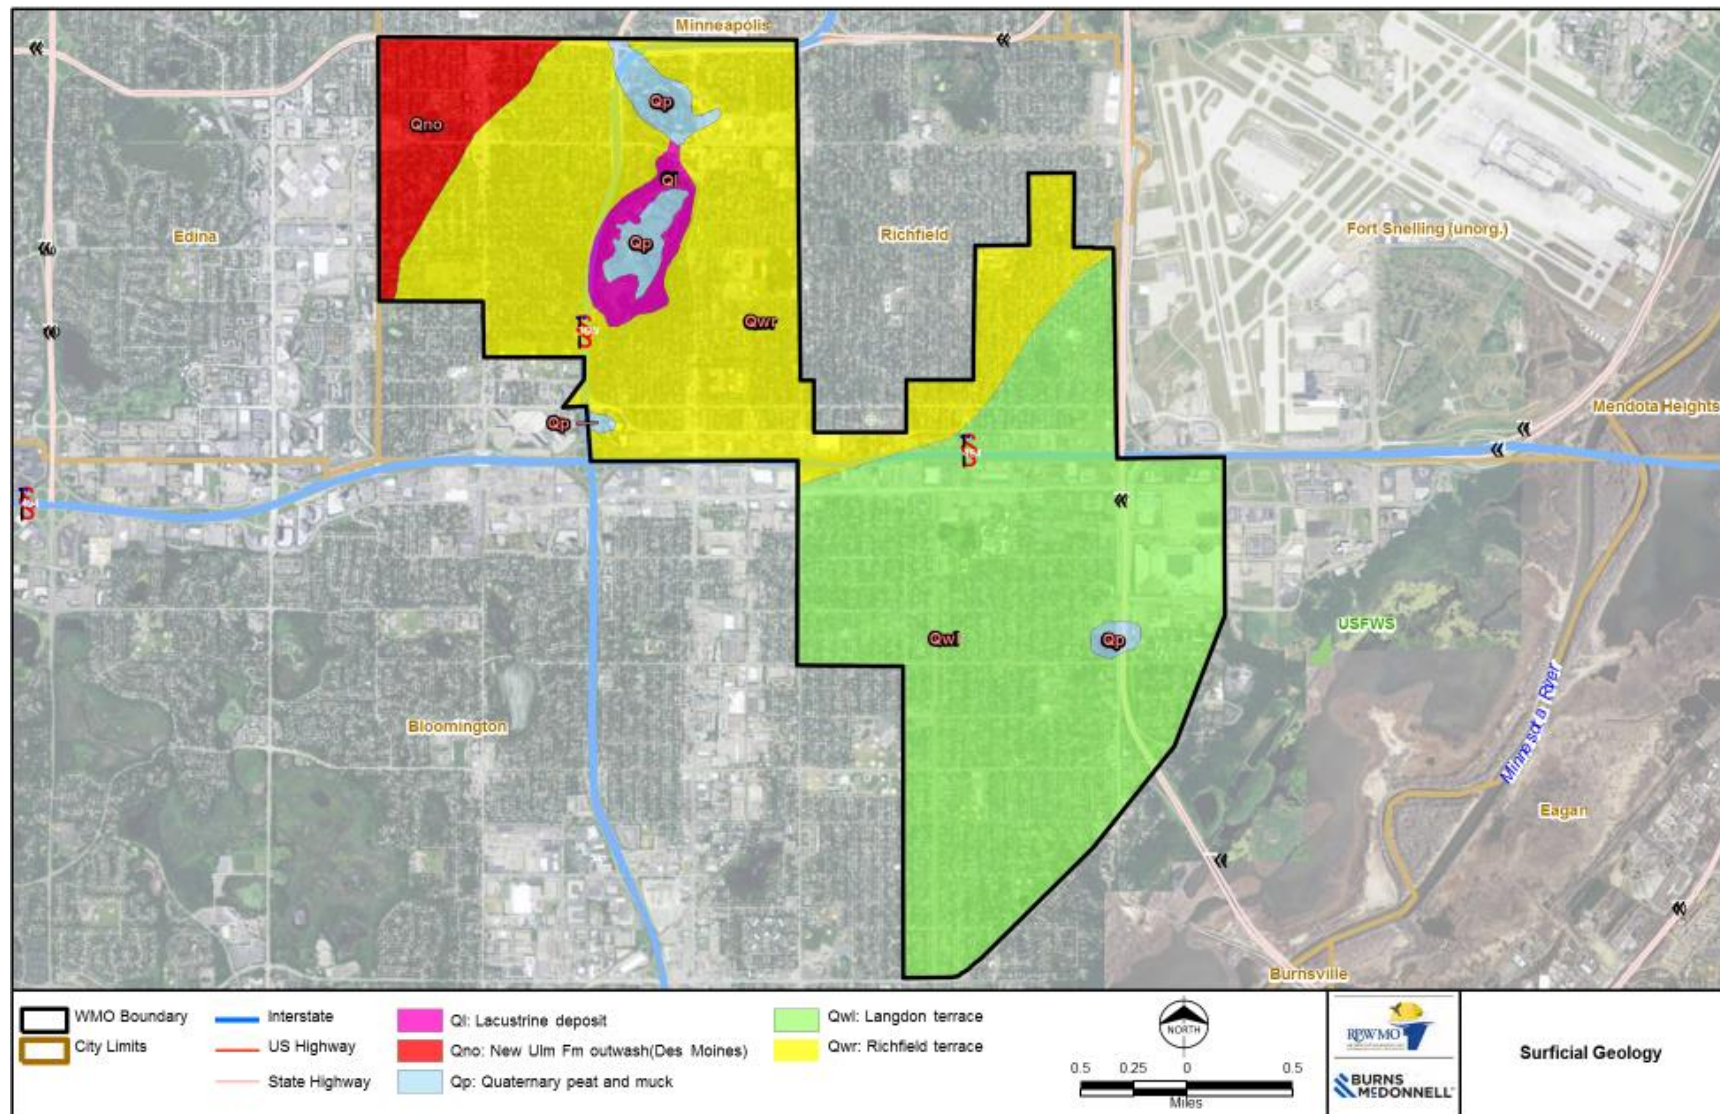 Minneapolis
Qp
Qno
Ql
Edina
Richfield
Fort Snelling (unorg.)
Qp
Qwr
Mendota Heights
Qp
USFWS
Qwl
Qp
Minnesota River
Bloomington
Eagan
Burnsville
WMO Boundary
City Limits
Interstate
US Highway
State Highway
Ql: Lacustrine deposit
Qno: New Ulm Fm outwash(Des Moines)
Qp: Quaternary peat and muck
Qwl: Langdon terrace
Qwr: Richfield terrace
NORTH
0.5 0.25 0 0.5
Miles
RPBCWMO
BURNS
MCDONNELL
Surficial Geology